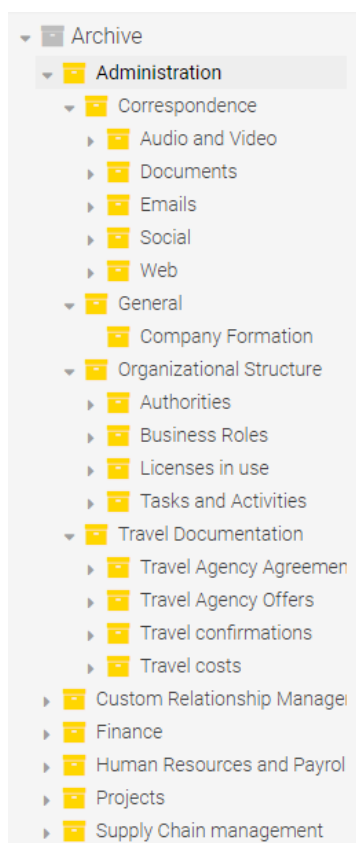 Archive
Administration
Correspondence
Audio and Video
Documents
Emails
Social
Web
General
Company Formation
Organizational Structure
Authorities
Business Roles
Licenses in use
Tasks and Activities
Travel Documentation
Travel Agency Agreemen
Travel Agency Offers
Travel confirmations
Travel costs
Custom Relationship Manager
Finance
Human Resources and Payrol
Projects
Supply Chain management